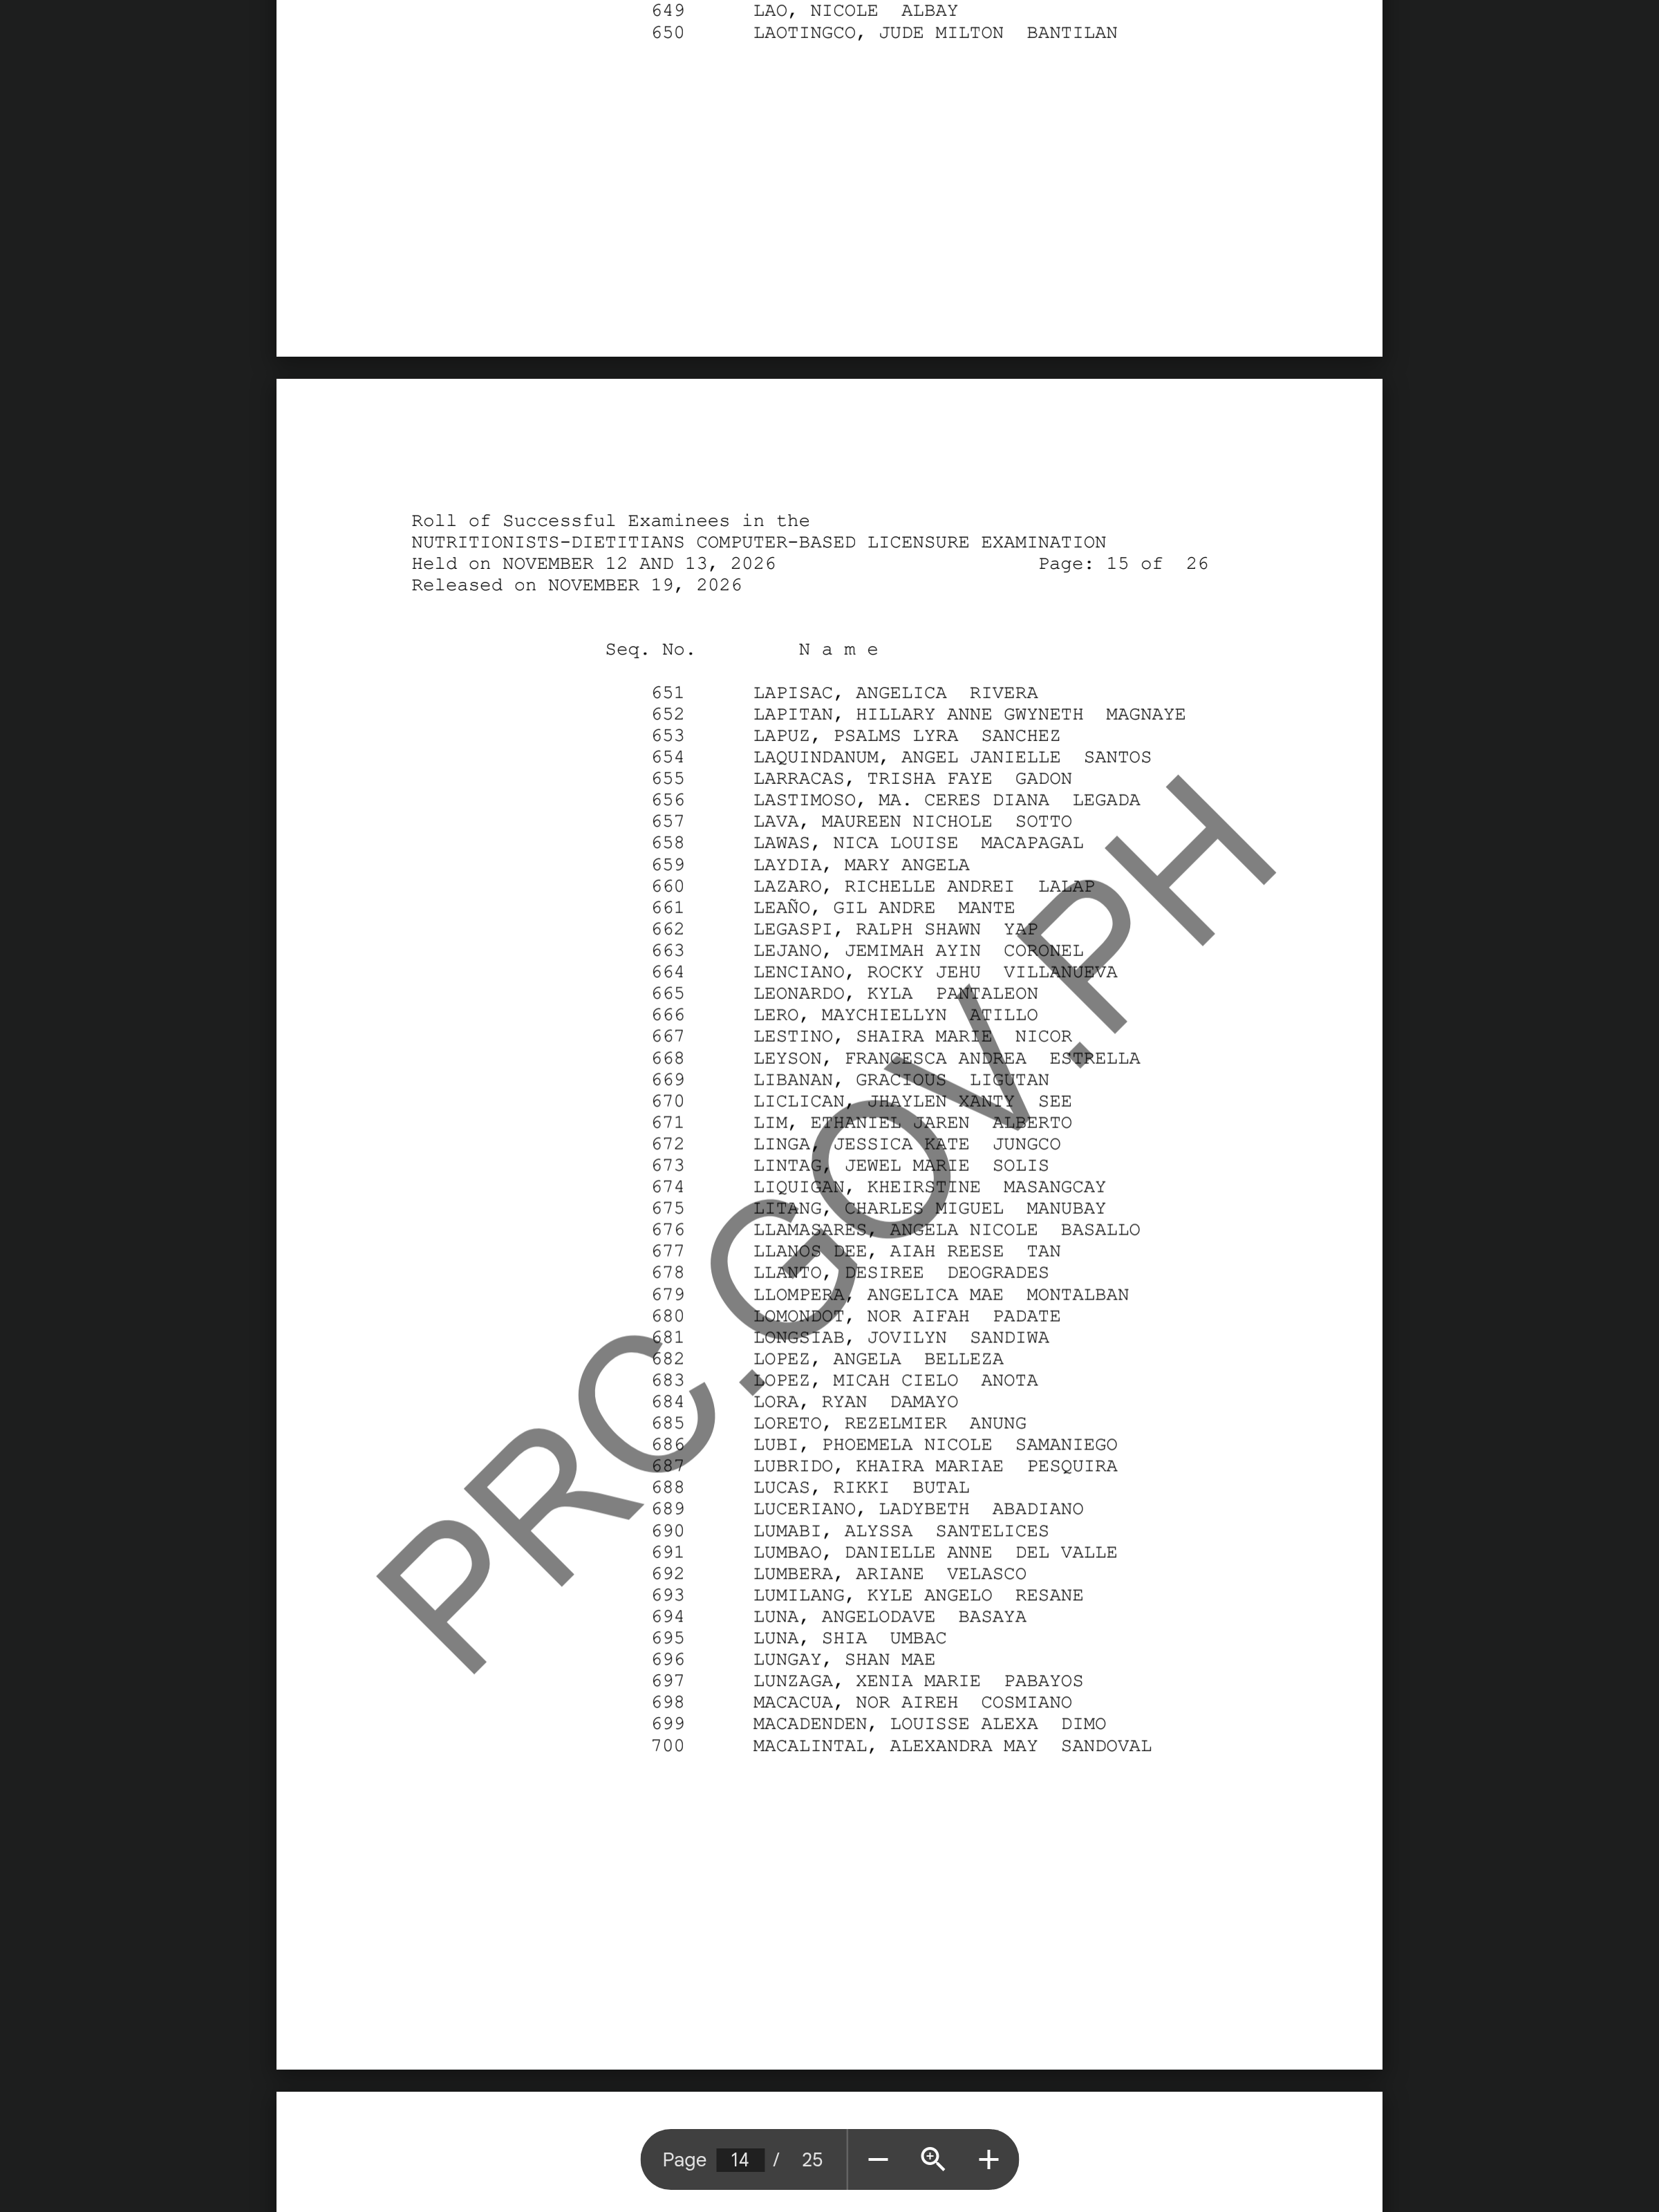 649 LAO, NICOLE ALBAY
650 LAOTINGCO, JUDE MILTON BANTILAN
Roll of Successful Examinees in the
NUTRITIONISTS-DIETITIANS COMPUTER-BASED LICENSURE EXAMINATION
Held on NOVEMBER 12 AND 13, 2026 Page: 15 of 26
Released on NOVEMBER 19, 2026
Seq. No. N a m e
651 LAPISAC, ANGELICA RIVERA
652 LAPITAN, HILLARY ANNE GWYNETH MAGNAYE
653 LAPUZ, PSALMS LYRA SANCHEZ
654 LAQUINDANUM, ANGEL JANIELLE SANTOS
655 LARRACAS, TRISHA FAYE GADON
656 LASTIMOSO, MA. CERES DIANA LEGADA
657 LAVA, MAUREEN NICHOLE SOTTO
658 LAWAS, NICA LOUISE MACAPAGAL
659 LAYDIA, MARY ANGELA
660 LAZARO, RICHELLE ANDREI LALAP
661 LEAÑO, GIL ANDRE MANTE
662 LEGASPI, RALPH SHAWN YAP
663 LEJANO, JEMIMAH AYIN CORONEL
664 LENCIANO, ROCKY JEHU VILLANUEVA
665 LEONARDO, KYLA PANTALEON
666 LERO, MAYCHIELLYN ATILLO
667 LESTINO, SHAIRA MARIE NICOR
668 LEYSON, FRANCESCA ANDREA ESTRELLA
669 LIBANAN, GRACIOUS LIGUTAN
670 LICLICAN, JHAYLEN XANTY SEE
671 LIM, ETHANIEL JAREN ALBERTO
672 LINGA, JESSICA KATE JUNGCO
673 LINTAG, JEWEL MARIE SOLIS
674 LIQUIGAN, KHEIRSTINE MASANGCAY
675 LITANG, CHARLES MIGUEL MANUBAY
676 LLAMASARES, ANGELA NICOLE BASALLO
677 LLANOS DEE, AIAH REESE TAN
678 LLANTO, DESIREE DEOGRADES
679 LLOMPERA, ANGELICA MAE MONTALBAN
680 LOMONDOT, NOR AIFAH PADATE
681 LONGSIAB, JOVILYN SANDIWA
682 LOPEZ, ANGELA BELLEZA
683 LOPEZ, MICAH CIELO ANOTA
684 LORA, RYAN DAMAYO
685 LORETO, REZELMIER ANUNG
686 LUBI, PHOEMELA NICOLE SAMANIEGO
687 LUBRIDO, KHAIRA MARIAE PESQUIRA
688 LUCAS, RIKKI BUTAL
689 LUCERIANO, LADYBETH ABADIANO
690 LUMABI, ALYSSA SANTELICES
691 LUMBAO, DANIELLE ANNE DEL VALLE
692 LUMBERA, ARIANE VELASCO
693 LUMILANG, KYLE ANGELO RESANE
694 LUNA, ANGELODAVE BASAYA
695 LUNA, SHIA UMBAC
696 LUNGAY, SHAN MAE
697 LUNZAGA, XENIA MARIE PABAYOS
698 MACACUA, NOR AIREH COSMIANO
699 MACADENDEN, LOUISSE ALEXA DIMO
700 MACALINTAL, ALEXANDRA MAY SANDOVAL
PRC.GOV.PH
Page 14 / 25